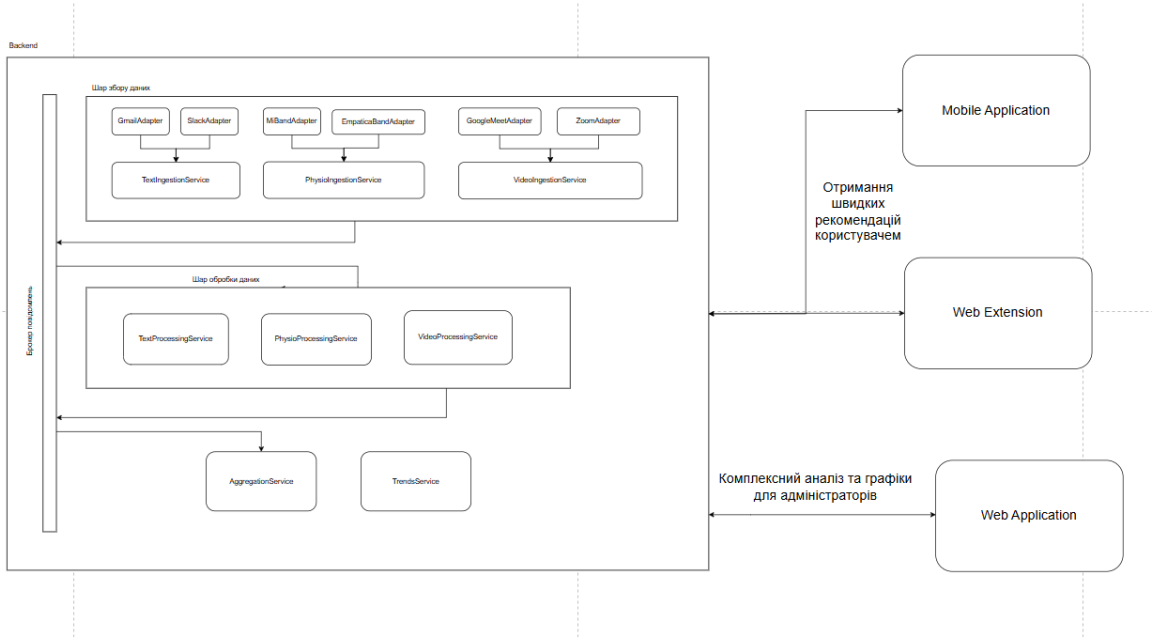 Backend
Шар збору даних
GmailAdapter
SlackAdapter
MiBandAdapter
EmpaticaBandAdapter
GoogleMeetAdapter
ZoomAdapter
TextIngestionService
PhysioIngestionService
VideoIngestionService
Брокер повідомлень
Шар обробки даних
TextProcessingService
PhysioProcessingService
VideoProcessingService
AggregationService
TrendsService
Mobile Application
Отримання
швидких
рекомендацій
користувачем
Web Extension
Комплексний аналіз та графіки
для адміністраторів
Web Application